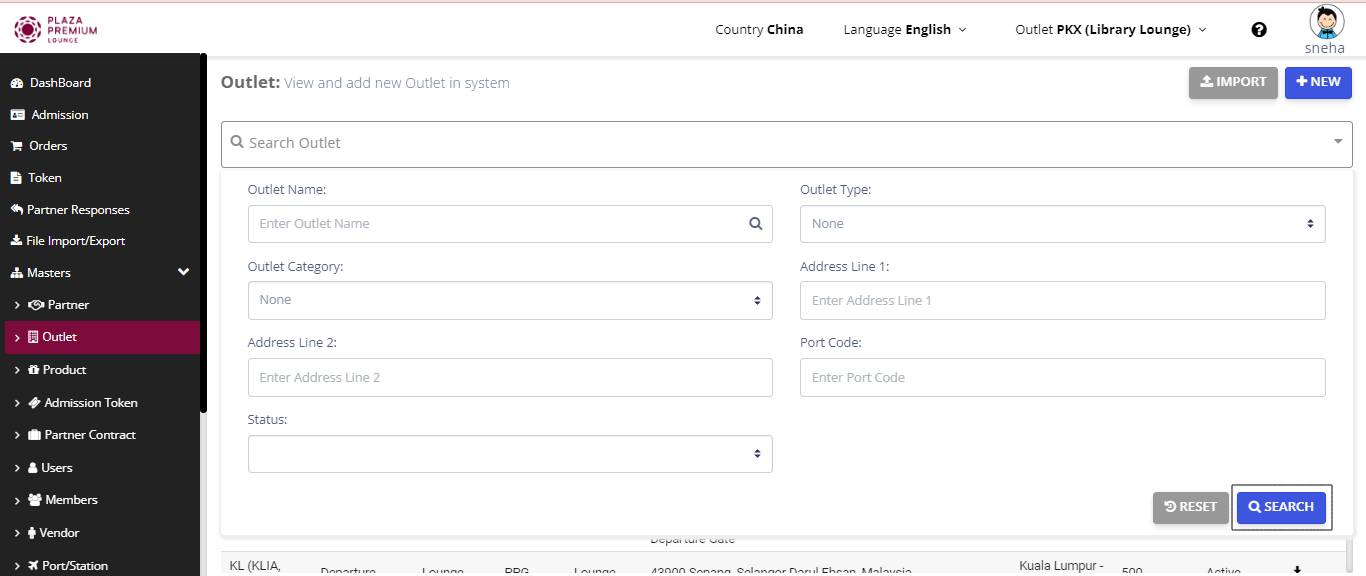 PLAZA
PREMIUM
LOUNGE
Country China
Language English
Outlet PKX (Library Lounge)
sneha
DashBoard
Admission
Orders
Token
Partner Responses
File Import/Export
Masters
Partner
Outlet
Product
Admission Token
Partner Contract
Users
Members
Vendor
Port/Station
Outlet: View and add new Outlet in system
IMPORT
NEW
Search Outlet
Outlet Name:
Enter Outlet Name
Outlet Type:
None
Outlet Category:
None
Address Line 1:
Enter Address Line 1
Address Line 2:
Enter Address Line 2
Port Code:
Enter Port Code
Status:
RESET
SEARCH
Departure Gate
KL (KLIA,
Departure
Lounge
PPG
Lounge
43900 Sepang, Selangor Darul Ehsan, Malaysia
Kuala Lumpur -
500
Active